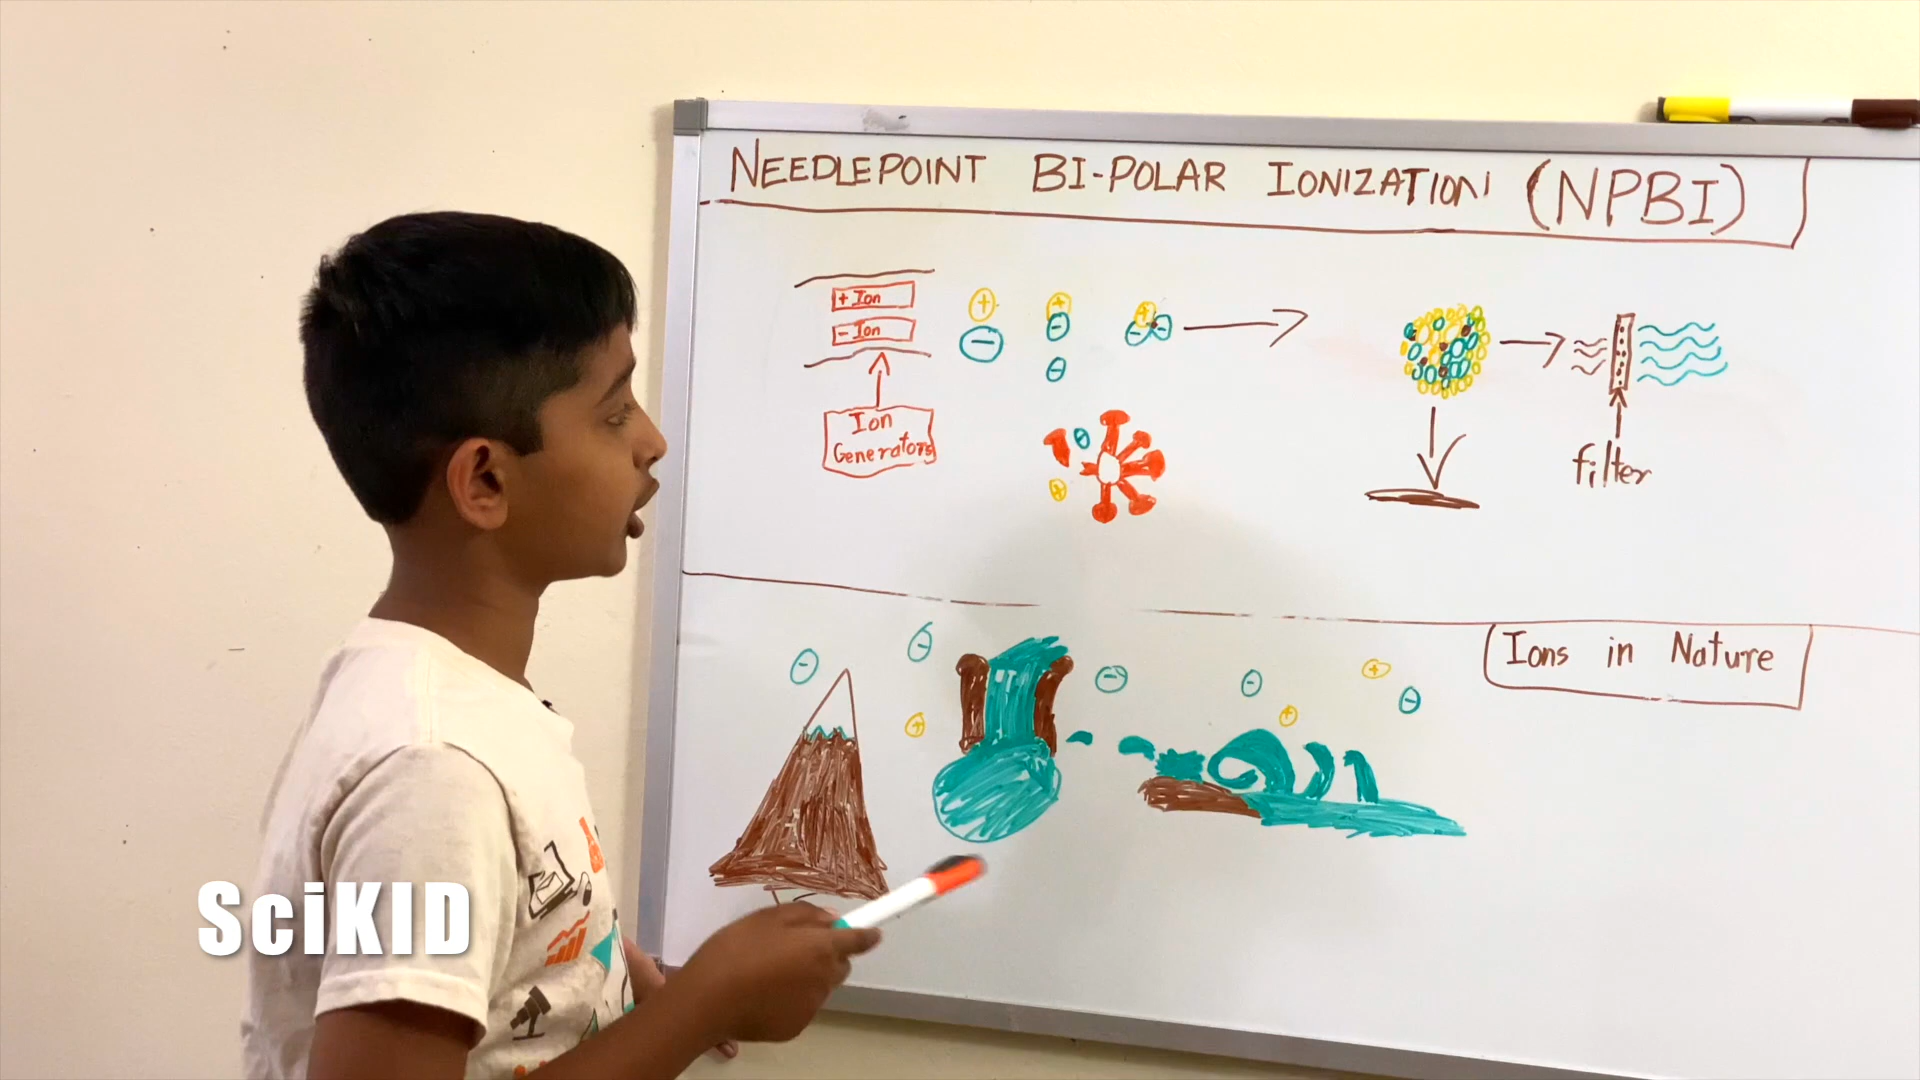 NEEDLEPOINT BI-POLAR IONIZATION (NPBI)
+ Ion
- Ion
Ion
Generators
filter
Ions in Nature
SciKID